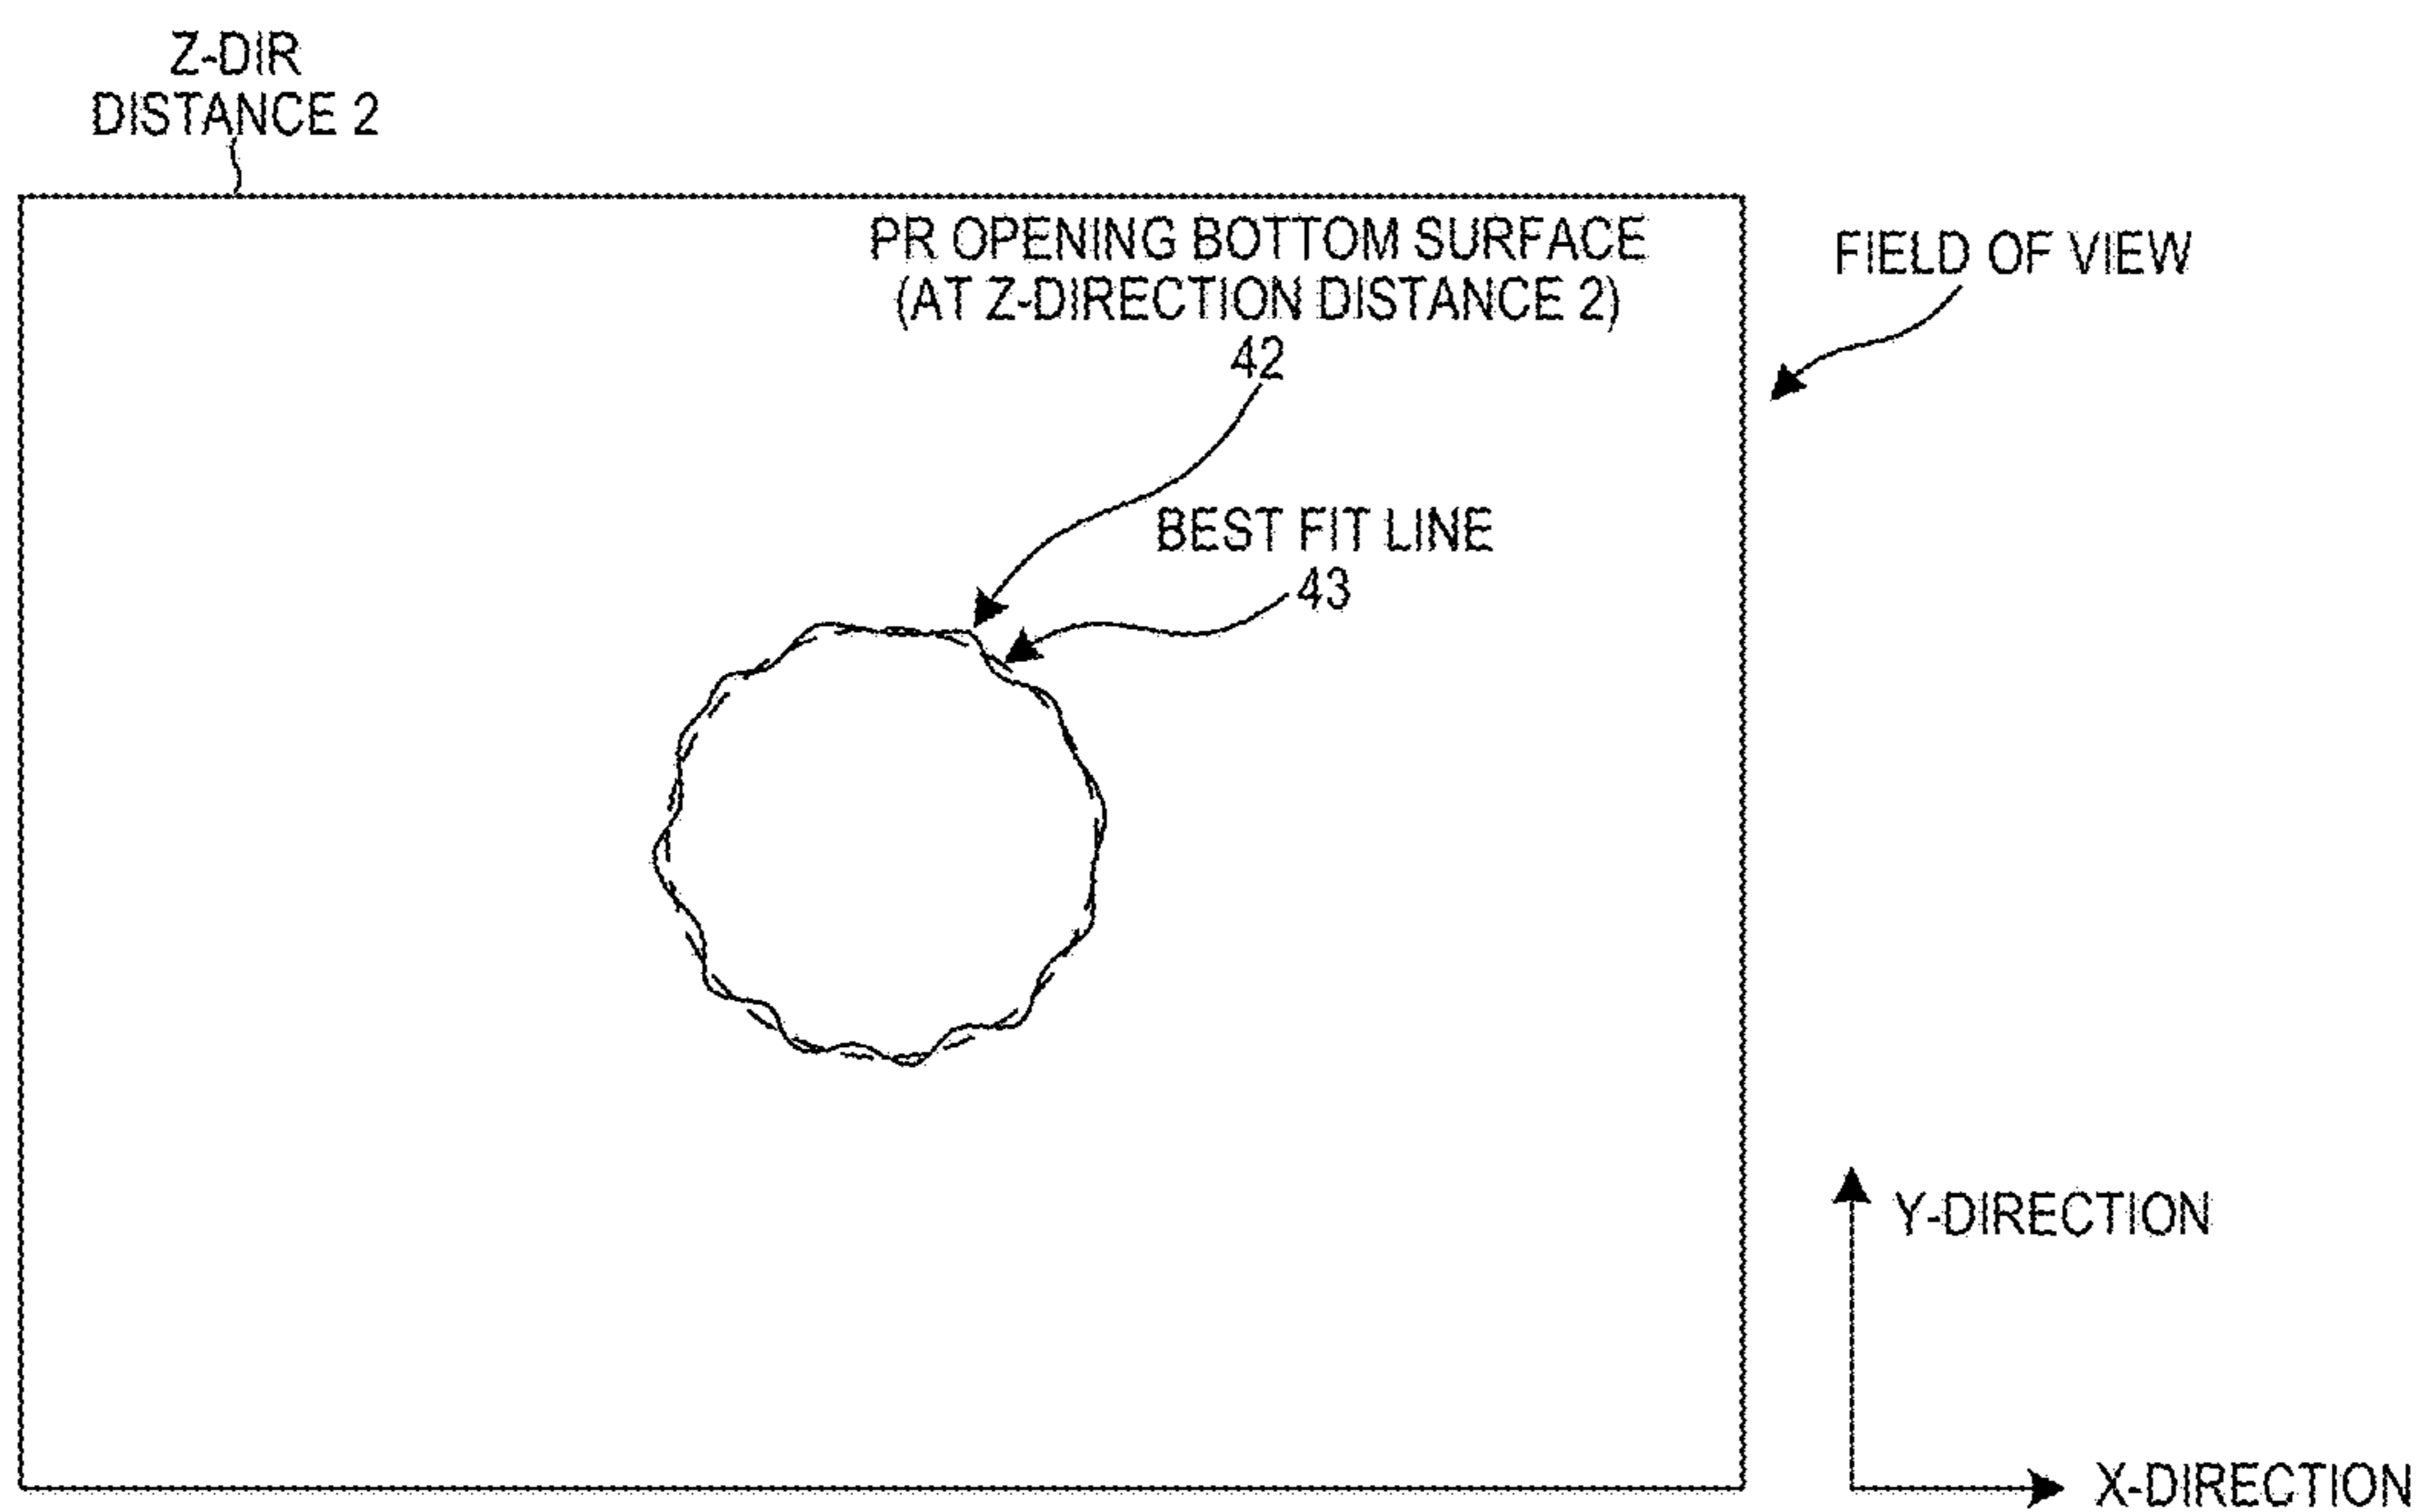 Z-DIR
DISTANCE 2
PR OPENING BOTTOM SURFACE
(AT Z-DIRECTION DISTANCE 2)
42
FIELD OF VIEW
BEST FIT LINE
43
Y-DIRECTION
X-DIRECTION